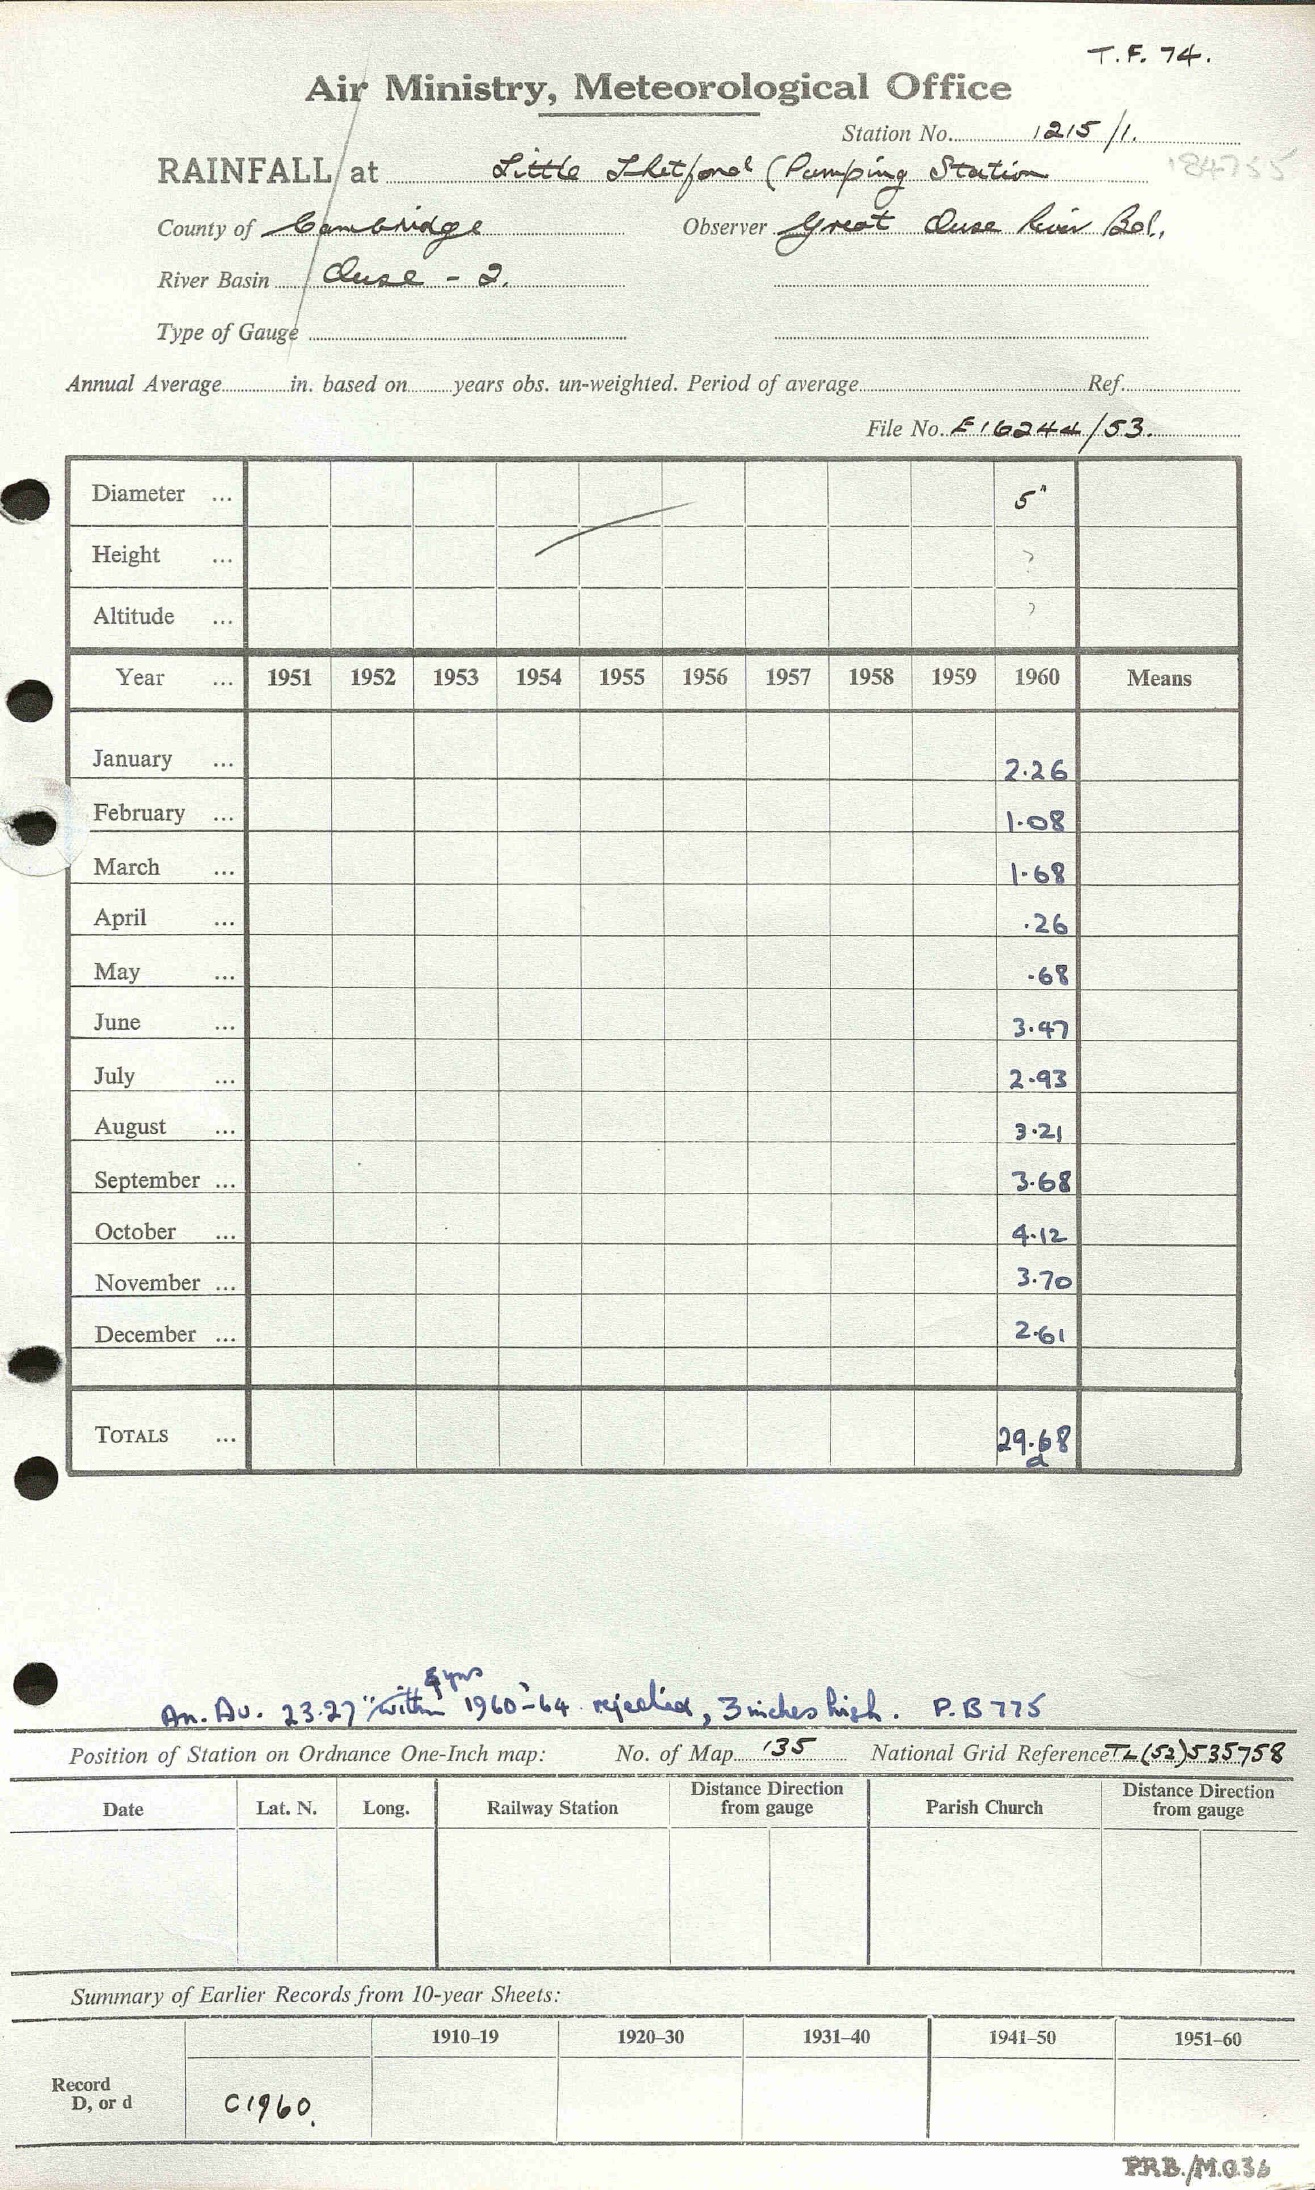 T.F. 74.
Air Ministry, Meteorological Office
Station No. 1215/1.
RAINFALL at Little Thetford (Pumping Station 184755
County of Cambridge Observer Great Ouse River Bd.,
River Basin Ouse - 2.
Type of Gauge
Annual Average in. based on years obs. un-weighted. Period of average Ref.
File No. E16244/53.
Diameter ... 5"
Height ... ?
Altitude ... ?
Year ... 1951 1952 1953 1954 1955 1956 1957 1958 1959 1960 Means
January ... 2.26
February ... 1.08
March ... 1.68
April ... .26
May ... .68
June ... 3.47
July ... 2.93
August ... 3.21
September ... 3.68
October ... 4.12
November ... 3.70
December ... 2.61
TOTALS ... 29.68
d
An. Av. 23.27" 1960-64 rejected, 3 inches high. P.B 775
Position of Station on Ordnance One-Inch map: No. of Map 135 National Grid Reference TL(52)535758
Date Lat. N. Long. Railway Station Distance Direction from gauge Parish Church Distance Direction from gauge
Summary of Earlier Records from 10-year Sheets:
1910–19 1920–30 1931–40 1941–50 1951–60
Record
D, or d C1960.
PRB./M.036